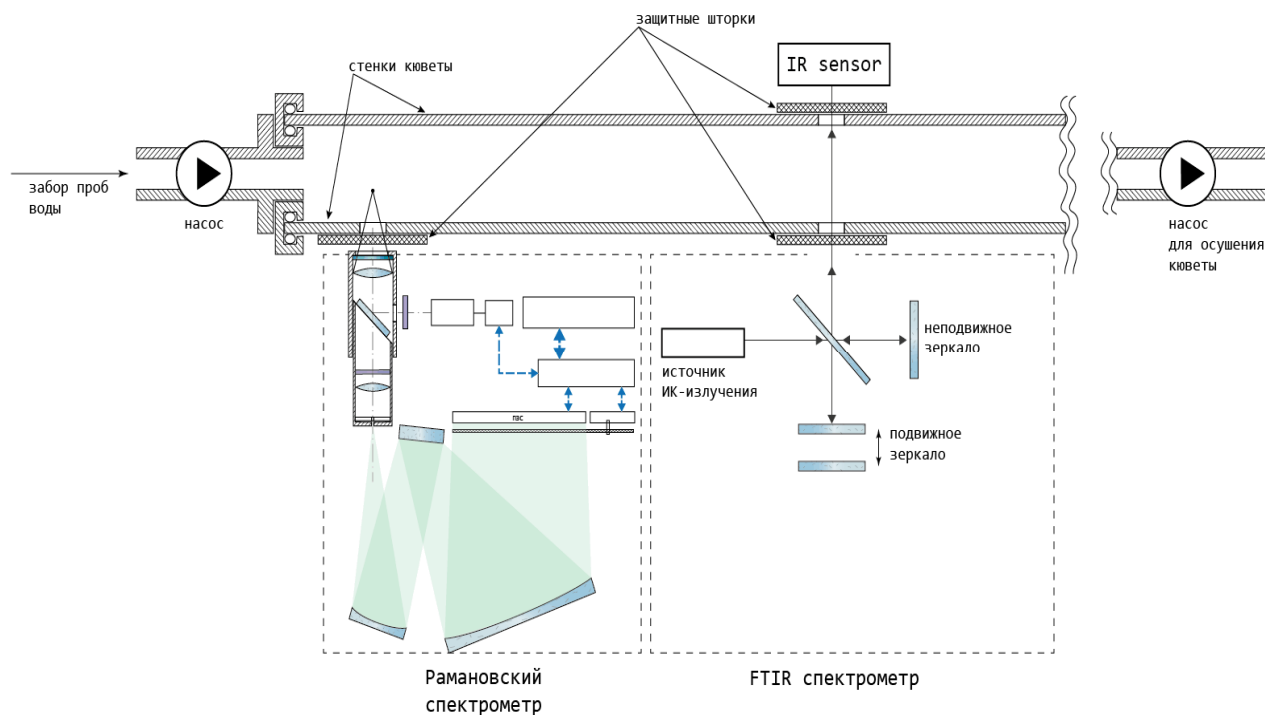 защитные шторки
IR sensor
стенки кюветы
забор проб
воды
насос
насос
для осушения
кюветы
неподвижное
зеркало
источник
ИК-излучения
ПВС
подвижное
зеркало
Рамановский
спектрометр
FTIR спектрометр